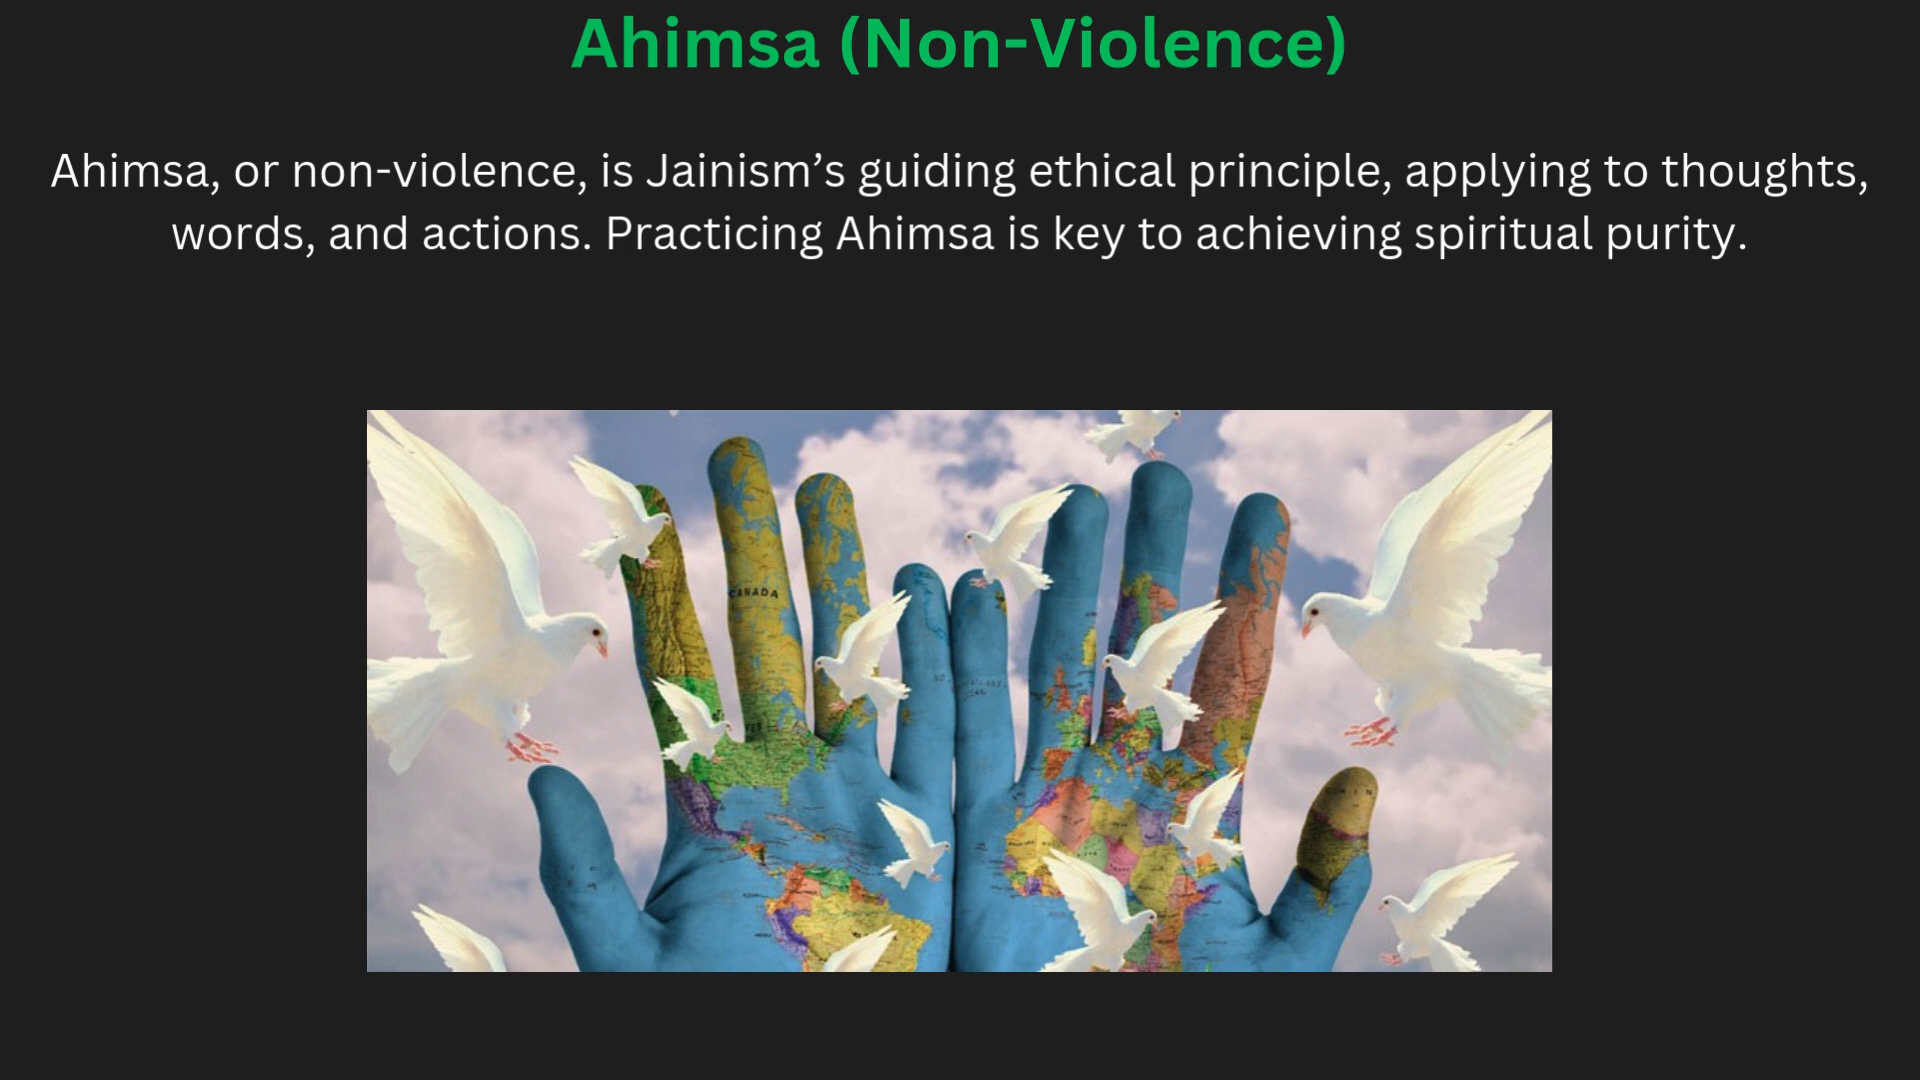 Ahimsa (Non-Violence)
Ahimsa, or non-violence, is Jainism’s guiding ethical principle, applying to thoughts,
words, and actions. Practicing Ahimsa is key to achieving spiritual purity.
CANADA